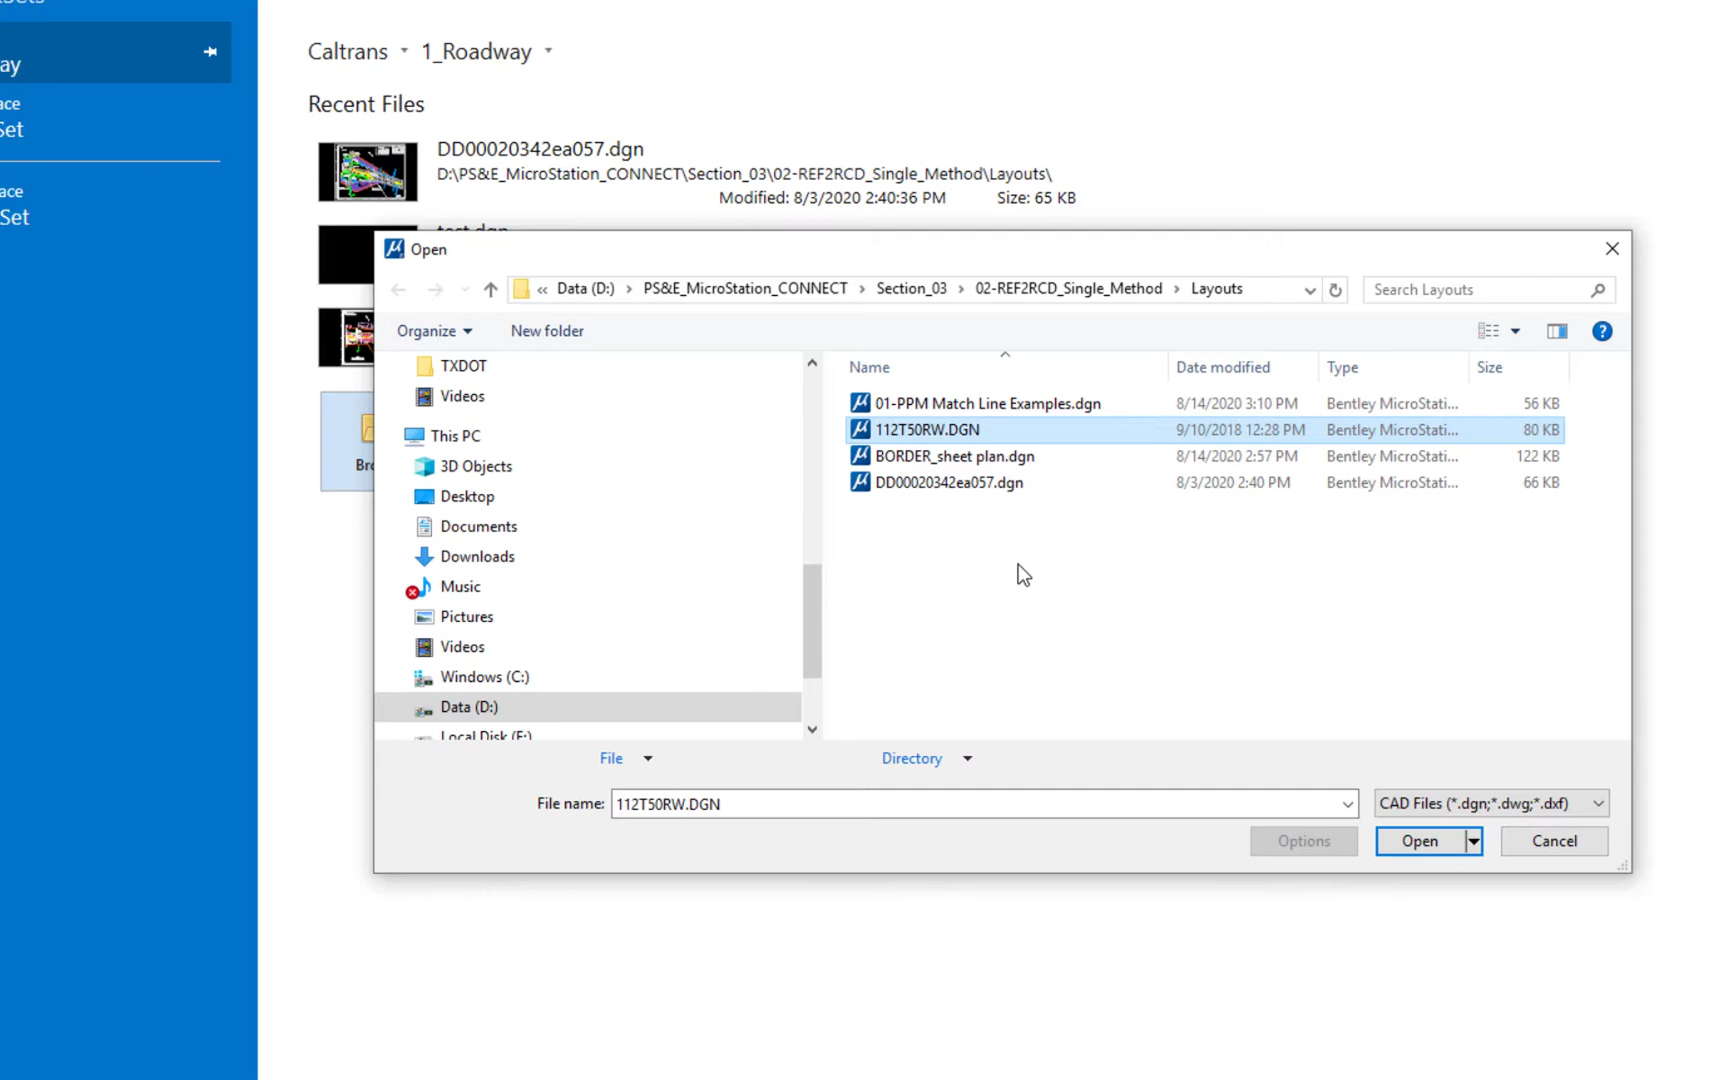 ay
ace
Set
ace
Set
Caltrans 1_Roadway
Recent Files
DD00020342ea057.dgn
D:\PS&E_MicroStation_CONNECT\Section_03\02-REF2RCD_Single_Method\Layouts\
Modified: 8/3/2020 2:40:36 PM Size: 65 KB
test.dgn
Bro
Open
« Data (D:) › PS&E_MicroStation_CONNECT › Section_03 › 02-REF2RCD_Single_Method › Layouts
Search Layouts
Organize New folder
TXDOT
Videos
This PC
3D Objects
Desktop
Documents
Downloads
Music
Pictures
Videos
Windows (C:)
Data (D:)
Name Date modified Type Size
01-PPM Match Line Examples.dgn 8/14/2020 3:10 PM Bentley MicroStati... 56 KB
112T50RW.DGN 9/10/2018 12:28 PM Bentley MicroStati... 80 KB
BORDER_sheet plan.dgn 8/14/2020 2:57 PM Bentley MicroStati... 122 KB
DD00020342ea057.dgn 8/3/2020 2:40 PM Bentley MicroStati... 66 KB
File Directory
File name: 112T50RW.DGN CAD Files (*.dgn;*.dwg;*.dxf)
Options Open Cancel